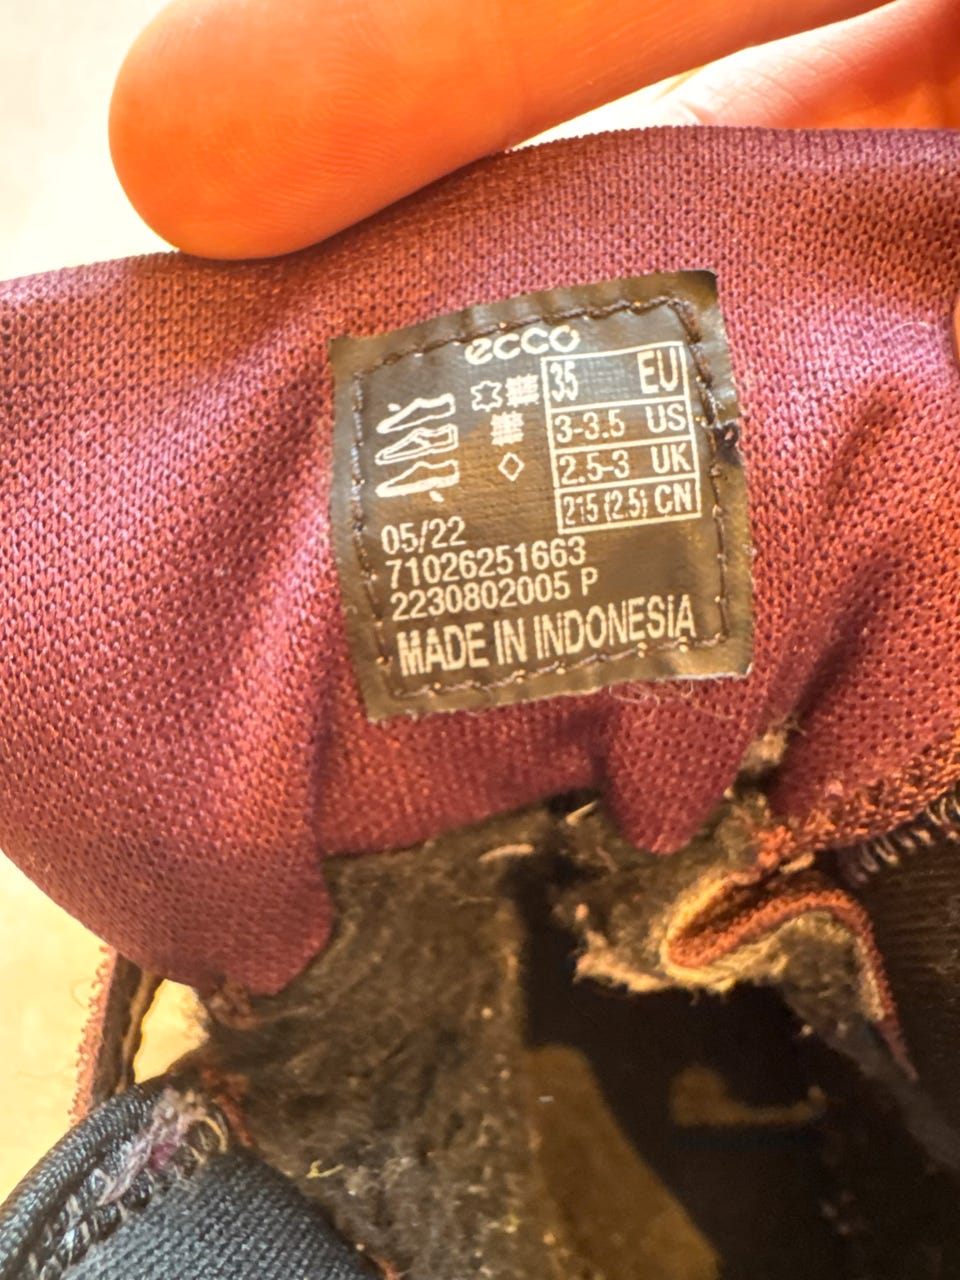 ecco
35 EU
3-3.5 US
2.5-3 UK
215 (2.5) CN
05/22
71026251663
2230802005 P
MADE IN INDONESIA